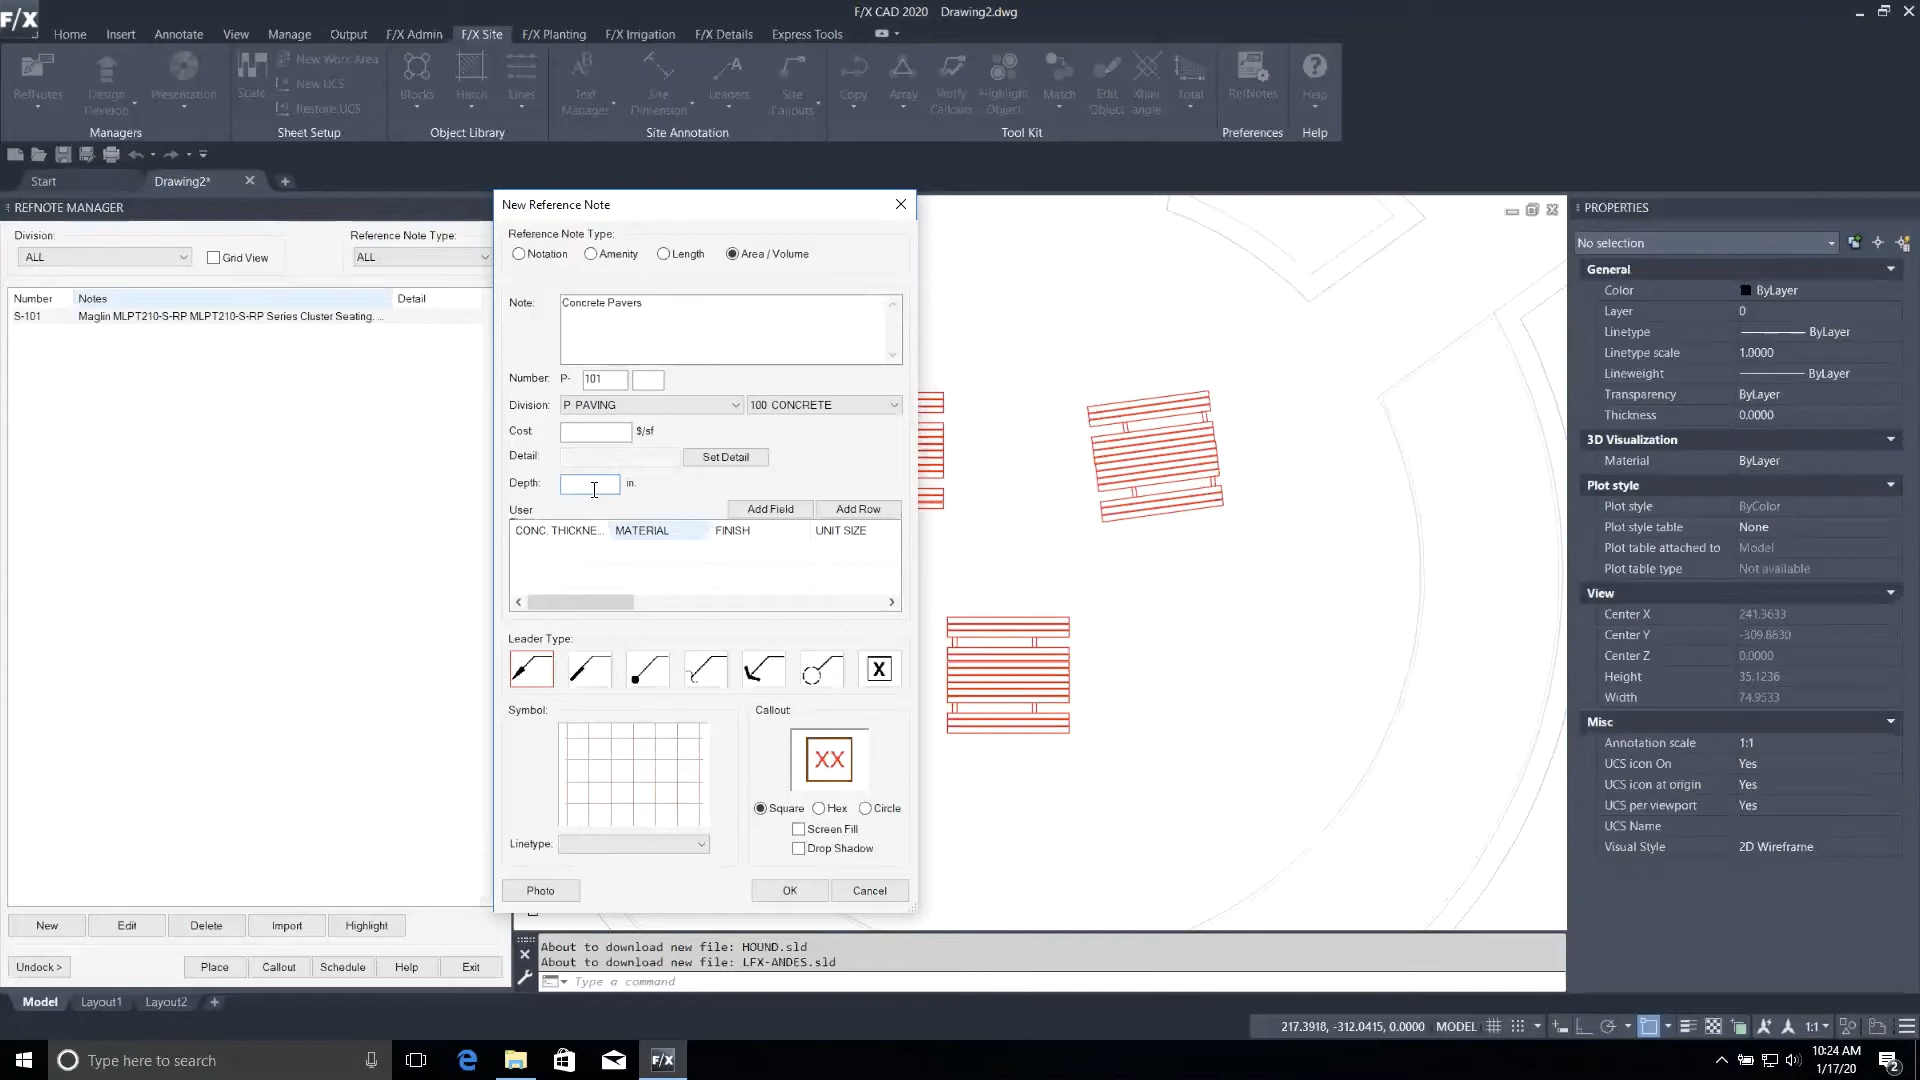 F/X
F/X CAD 2020 Drawing2.dwg
Home Insert Annotate View Manage Output F/X Admin F/X Site F/X Planting F/X Irrigation F/X Details Express Tools
RefNotes Design Develop Presentation Scale New Work Area New UCS Restore UCS Blocks Hatch Lines Text Manager Site Dimension Leaders Site Callouts Copy Array Verify Callouts Highlight Object Match Edit Object Xhair angle Total RefNotes Help
Managers Sheet Setup Object Library Site Annotation Tool Kit Preferences Help
Start Drawing2*
REFNOTE MANAGER
Division: Reference Note Type:
ALL Grid View ALL
Number Notes Detail
S-101 Maglin MLPT210-S-RP MLPT210-S-RP Series Cluster Seating. ...
New Edit Delete Import Highlight
Undock > Place Callout Schedule Help Exit
Model Layout1 Layout2
New Reference Note
Reference Note Type:
Notation Amenity Length Area / Volume
Note: Concrete Pavers
Number: P- 101
Division: P PAVING 100 CONCRETE
Cost $/sf
Detail: Set Detail
Depth: in.
User Add Field Add Row
CONC. THICKNE... MATERIAL FINISH UNIT SIZE
Leader Type:
X
Symbol: Callout
XX
Square Hex Circle
Screen Fill
Linetype: Drop Shadow
Photo OK Cancel
About to download new file: HOUND.sld
About to download new file: LFX-ANDES.sld
Type a command
PROPERTIES
No selection
General
Color ByLayer
Layer 0
Linetype ByLayer
Linetype scale 1.0000
Lineweight ByLayer
Transparency ByLayer
Thickness 0.0000
3D Visualization
Material ByLayer
Plot style
Plot style ByColor
Plot style table None
Plot table attached to Model
Plot table type Not available
View
Center X 241.3633
Center Y -309.8630
Center Z 0.0000
Height 35.1236
Width 74.9533
Misc
Annotation scale 1:1
UCS icon On Yes
UCS icon at origin Yes
UCS per viewport Yes
UCS Name
Visual Style 2D Wireframe
217.3918, -312.0415, 0.0000 MODEL 1:1
Type here to search F/X 10:24 AM
1/17/20 2